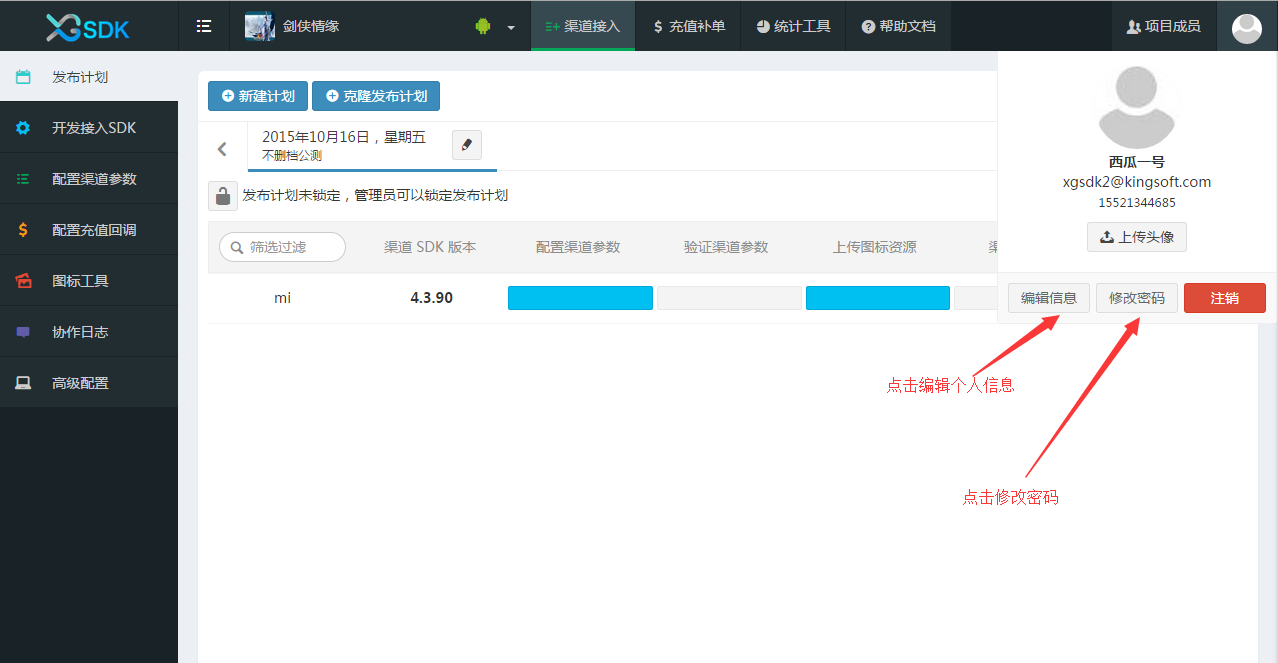 XGSDK
剑侠情缘
渠道接入
充值补单
统计工具
帮助文档
项目成员
发布计划
开发接入SDK
配置渠道参数
配置充值回调
图标工具
协作日志
高级配置
新建计划
克隆发布计划
2015年10月16日，星期五
不删档公测
发布计划未锁定，管理员可以锁定发布计划
筛选过滤
渠道 SDK 版本
配置渠道参数
验证渠道参数
上传图标资源
mi
4.3.90
西瓜一号
xgsdk2@kingsoft.com
15521344685
上传头像
编辑信息
修改密码
注销
点击编辑个人信息
点击修改密码